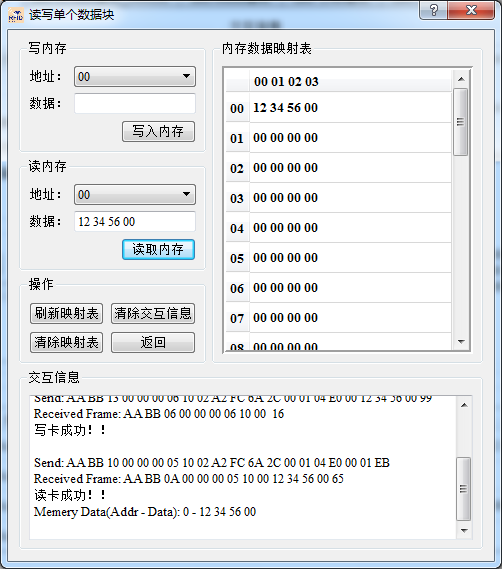 读写单个数据块
写内存
地址： 00
数据：
写入内存
读内存
地址： 00
数据： 12 34 56 00
读取内存
操作
刷新映射表 清除交互信息
清除映射表 返回
内存数据映射表
00 01 02 03
00 12 34 56 00
01 00 00 00 00
02 00 00 00 00
03 00 00 00 00
04 00 00 00 00
05 00 00 00 00
06 00 00 00 00
07 00 00 00 00
08 00 00 00 00
交互信息
Send: AA BB 13 00 00 00 06 10 02 A2 FC 6A 2C 00 01 04 E0 00 12 34 56 00 99
Received Frame: AA BB 06 00 00 00 06 10 00 16
写卡成功！！
Send: AA BB 10 00 00 00 05 10 02 A2 FC 6A 2C 00 01 04 E0 00 01 EB
Received Frame: AA BB 0A 00 00 00 05 10 00 12 34 56 00 65
读卡成功！！
Memory Data(Addr - Data): 0 - 12 34 56 00